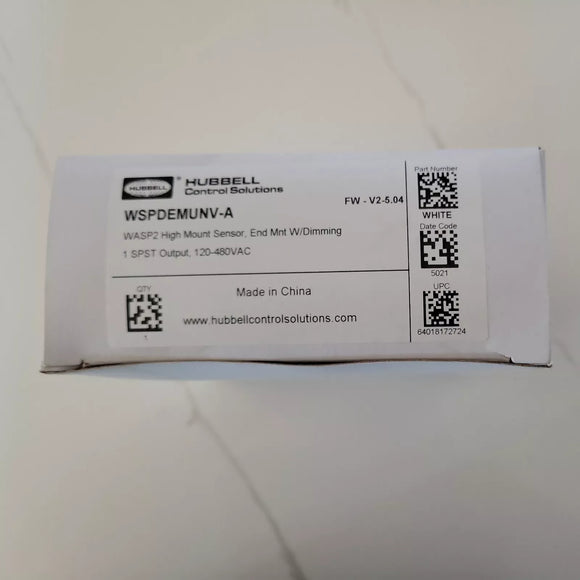 HUBBELL
HUBBELL
Control Solutions
WSPDEMUNV-A
FW - V2-5.04
WASP2 High Mount Sensor, End Mnt W/Dimming
1 SPST Output, 120-480VAC
QTY
1
Made in China
www.hubbellcontrolsolutions.com
Part Number
WHITE
Date Code
5021
UPC
64018172724